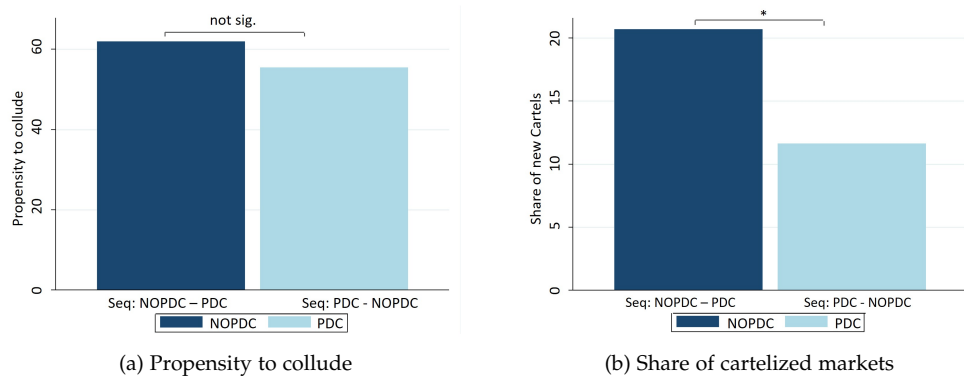 not sig.
Propensity to collude
60
40
20
0
Seq: NOPDC – PDC
Seq: PDC - NOPDC
NOPDC
PDC
(a) Propensity to collude
*
Share of new Cartels
20
15
10
5
0
Seq: NOPDC – PDC
Seq: PDC - NOPDC
NOPDC
PDC
(b) Share of cartelized markets